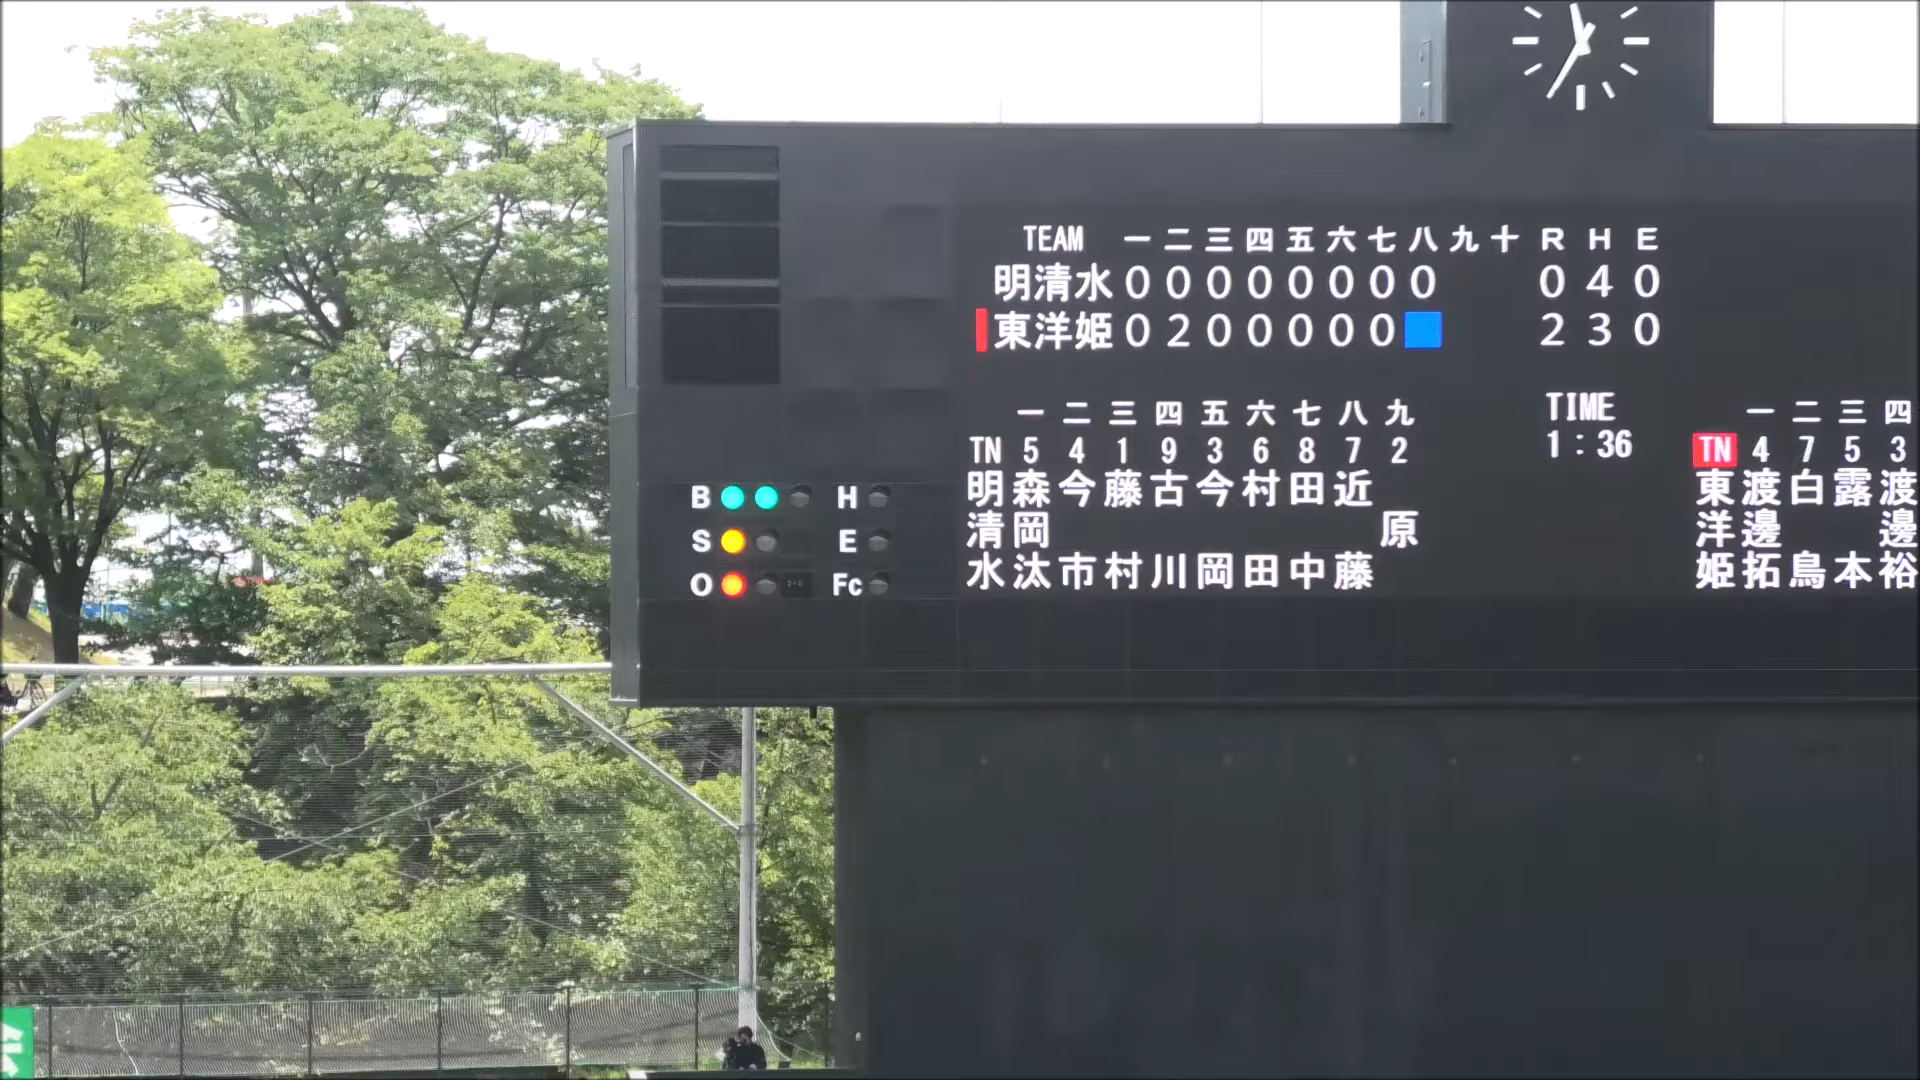 TEAM 一 二 三 四 五 六 七 八 九 十 R H E
明清水 0 0 0 0 0 0 0 0 0 4 0
東洋姫 0 2 0 0 0 0 0 2 3 0
一 二 三 四 五 六 七 八 九
TN 5 4 1 9 3 6 8 7 2
明 森 今 藤 古 今 村 田 近
清 岡 原
水 汰 市 村 川 岡 田 中 藤
TIME
1:36
一 二 三 四
TN 4 7 5 3
東 渡 白 露 渡
洋 邊 邊
姫 拓 鳥 本 裕
B H
S E
O Fc